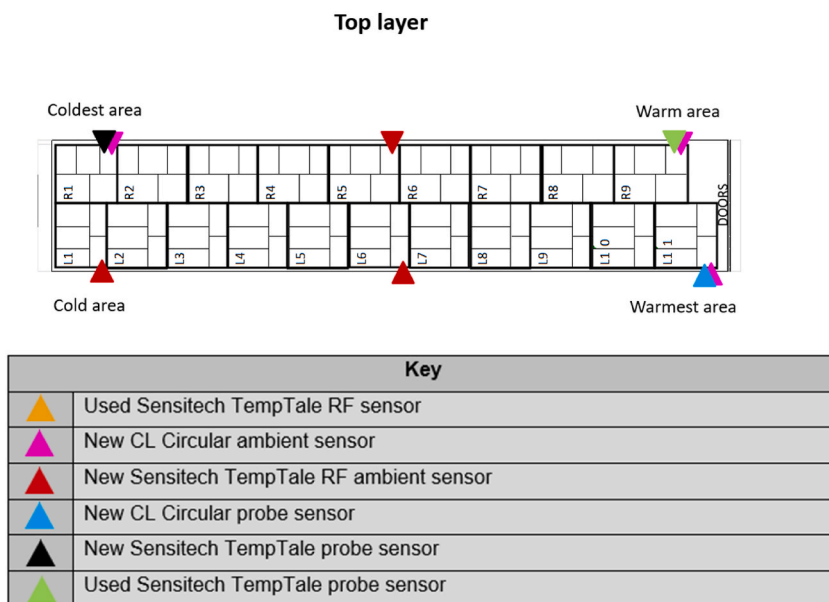 Top layer
Coldest area
Warm area
R1
R2
R3
R4
R5
R6
R7
R8
R9
DOORS
L1
L2
L3
L4
L5
L6
L7
L8
L9
L1 0
L1 1
Cold area
Warmest area
Key
Used Sensitech TempTale RF sensor
New CL Circular ambient sensor
New Sensitech TempTale RF ambient sensor
New CL Circular probe sensor
New Sensitech TempTale probe sensor
Used Sensitech TempTale probe sensor